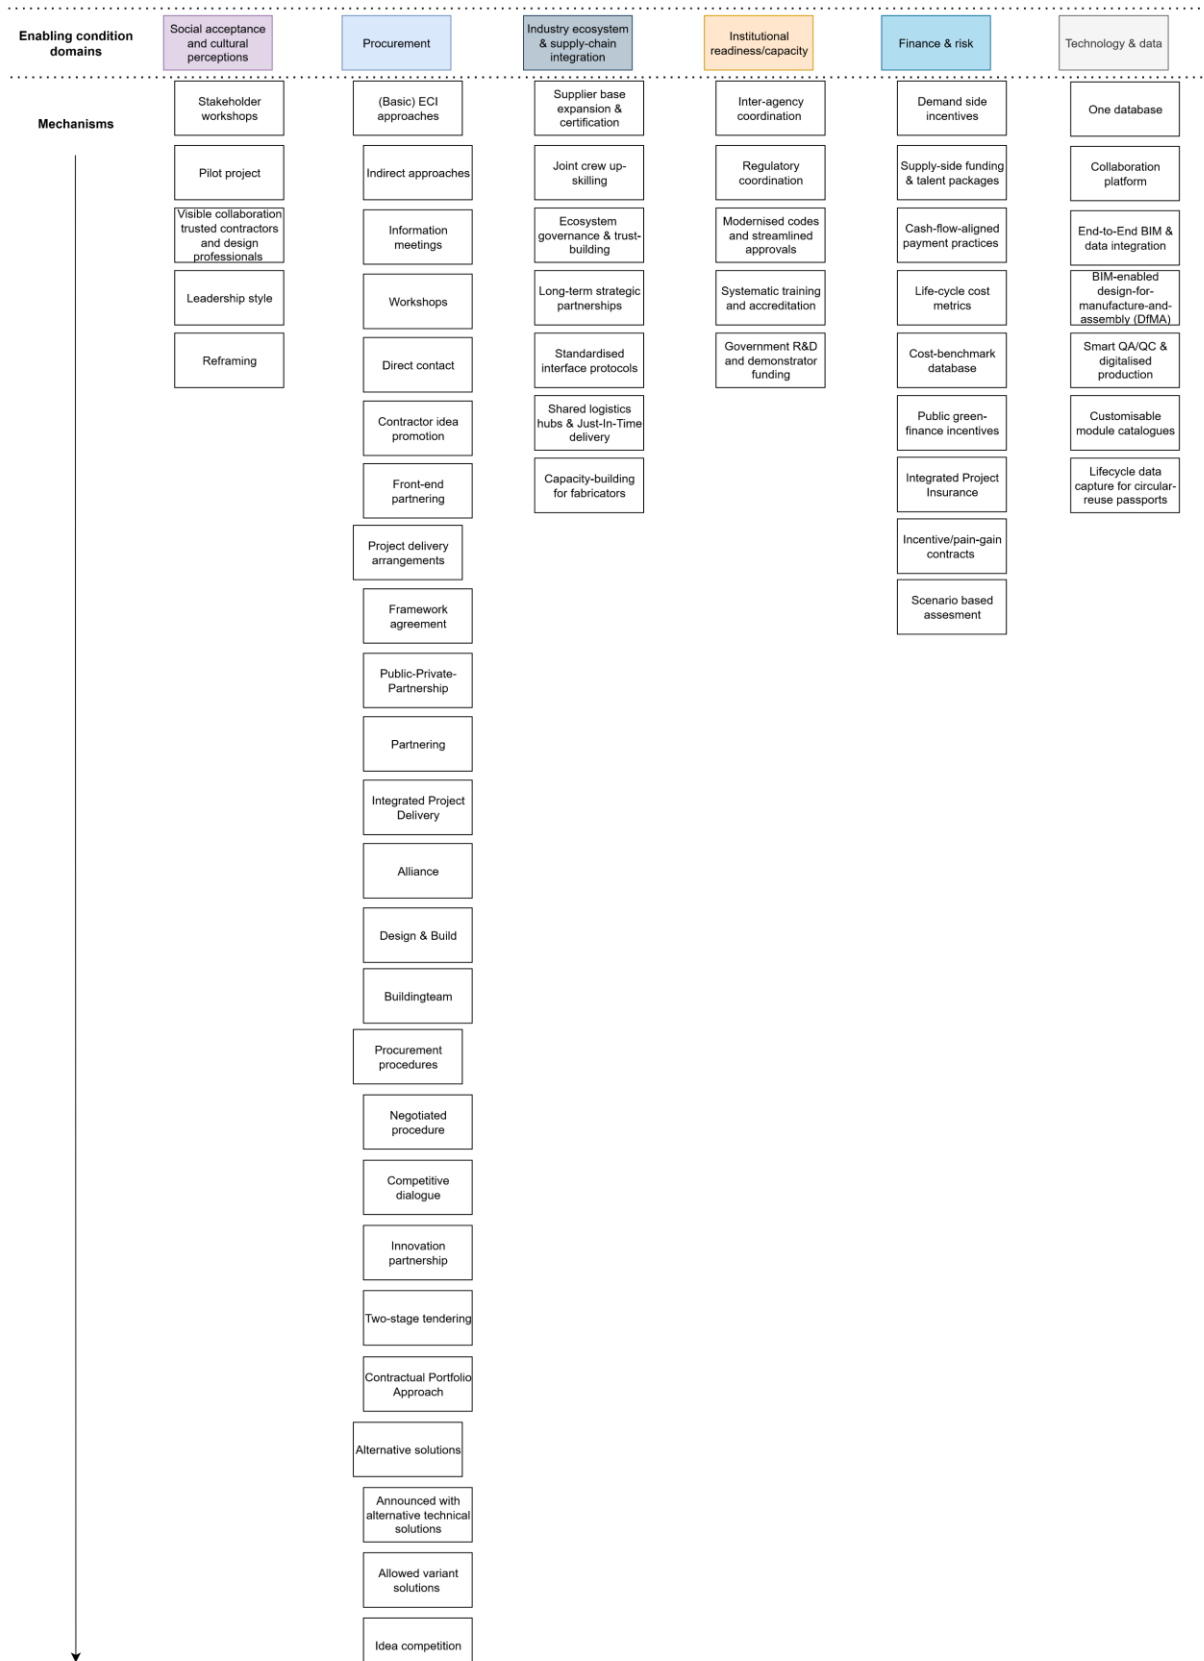 Enabling condition
domains
Social acceptance
and cultural
perceptions
Procurement
Industry ecosystem
& supply-chain
integration
Institutional
readiness/capacity
Finance & risk
Technology & data
Mechanisms
Stakeholder
workshops
Pilot project
Visible collaboration
trusted contractors
and design
professionals
Leadership style
Reframing
(Basic) ECI
approaches
Indirect approaches
Information
meetings
Workshops
Direct contact
Contractor idea
promotion
Front-end
partnering
Project delivery
arrangements
Framework
agreement
Public-Private-
Partnership
Partnering
Integrated Project
Delivery
Alliance
Design & Build
Buildingteam
Procurement
procedures
Negotiated
procedure
Competitive
dialogue
Innovation
partnership
Two-stage tendering
Contractual Portfolio
Approach
Alternative solutions
Announced with
alternative technical
solutions
Allowed variant
solutions
Idea competition
Supplier base
expansion &
certification
Joint crew up-
skilling
Ecosystem
governance & trust-
building
Long-term strategic
partnerships
Standardised
interface protocols
Shared logistics
hubs & Just-In-Time
delivery
Capacity-building
for fabricators
Inter-agency
coordination
Regulatory
coordination
Modernised codes
and streamlined
approvals
Systematic training
and accreditation
Government R&D
and demonstrator
funding
Demand side
incentives
Supply-side funding
& talent packages
Cash-flow-aligned
payment practices
Life-cycle cost
metrics
Cost-benchmark
database
Public green-
finance incentives
Integrated Project
Insurance
Incentive/pain-gain
contracts
Scenario based
assesment
One database
Collaboration
platform
End-to-End BIM &
data integration
BIM-enabled
design-for-
manufacture-and-
assembly (DfMA)
Smart QA/QC &
digitalised
production
Customisable
module catalogues
Lifecycle data
capture for circular-
reuse passports